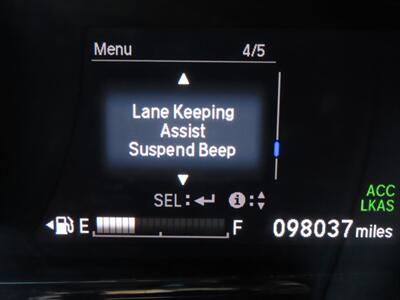 Menu 4/5
Lane Keeping
Assist
Suspend Beep
SEL: i:
ACC
LKAS
E F 098037 miles